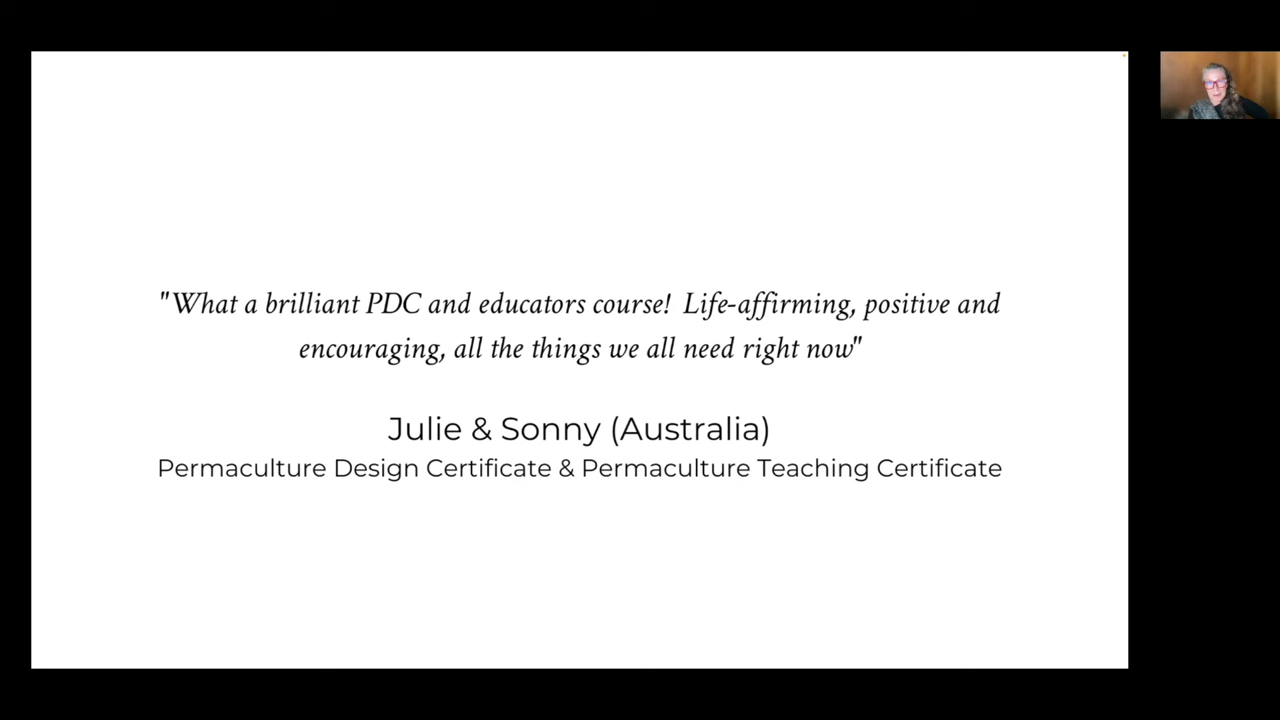 "What a brilliant PDC and educators course!  Life-affirming, positive and
encouraging, all the things we all need right now"
Julie & Sonny (Australia)
Permaculture Design Certificate & Permaculture Teaching Certificate